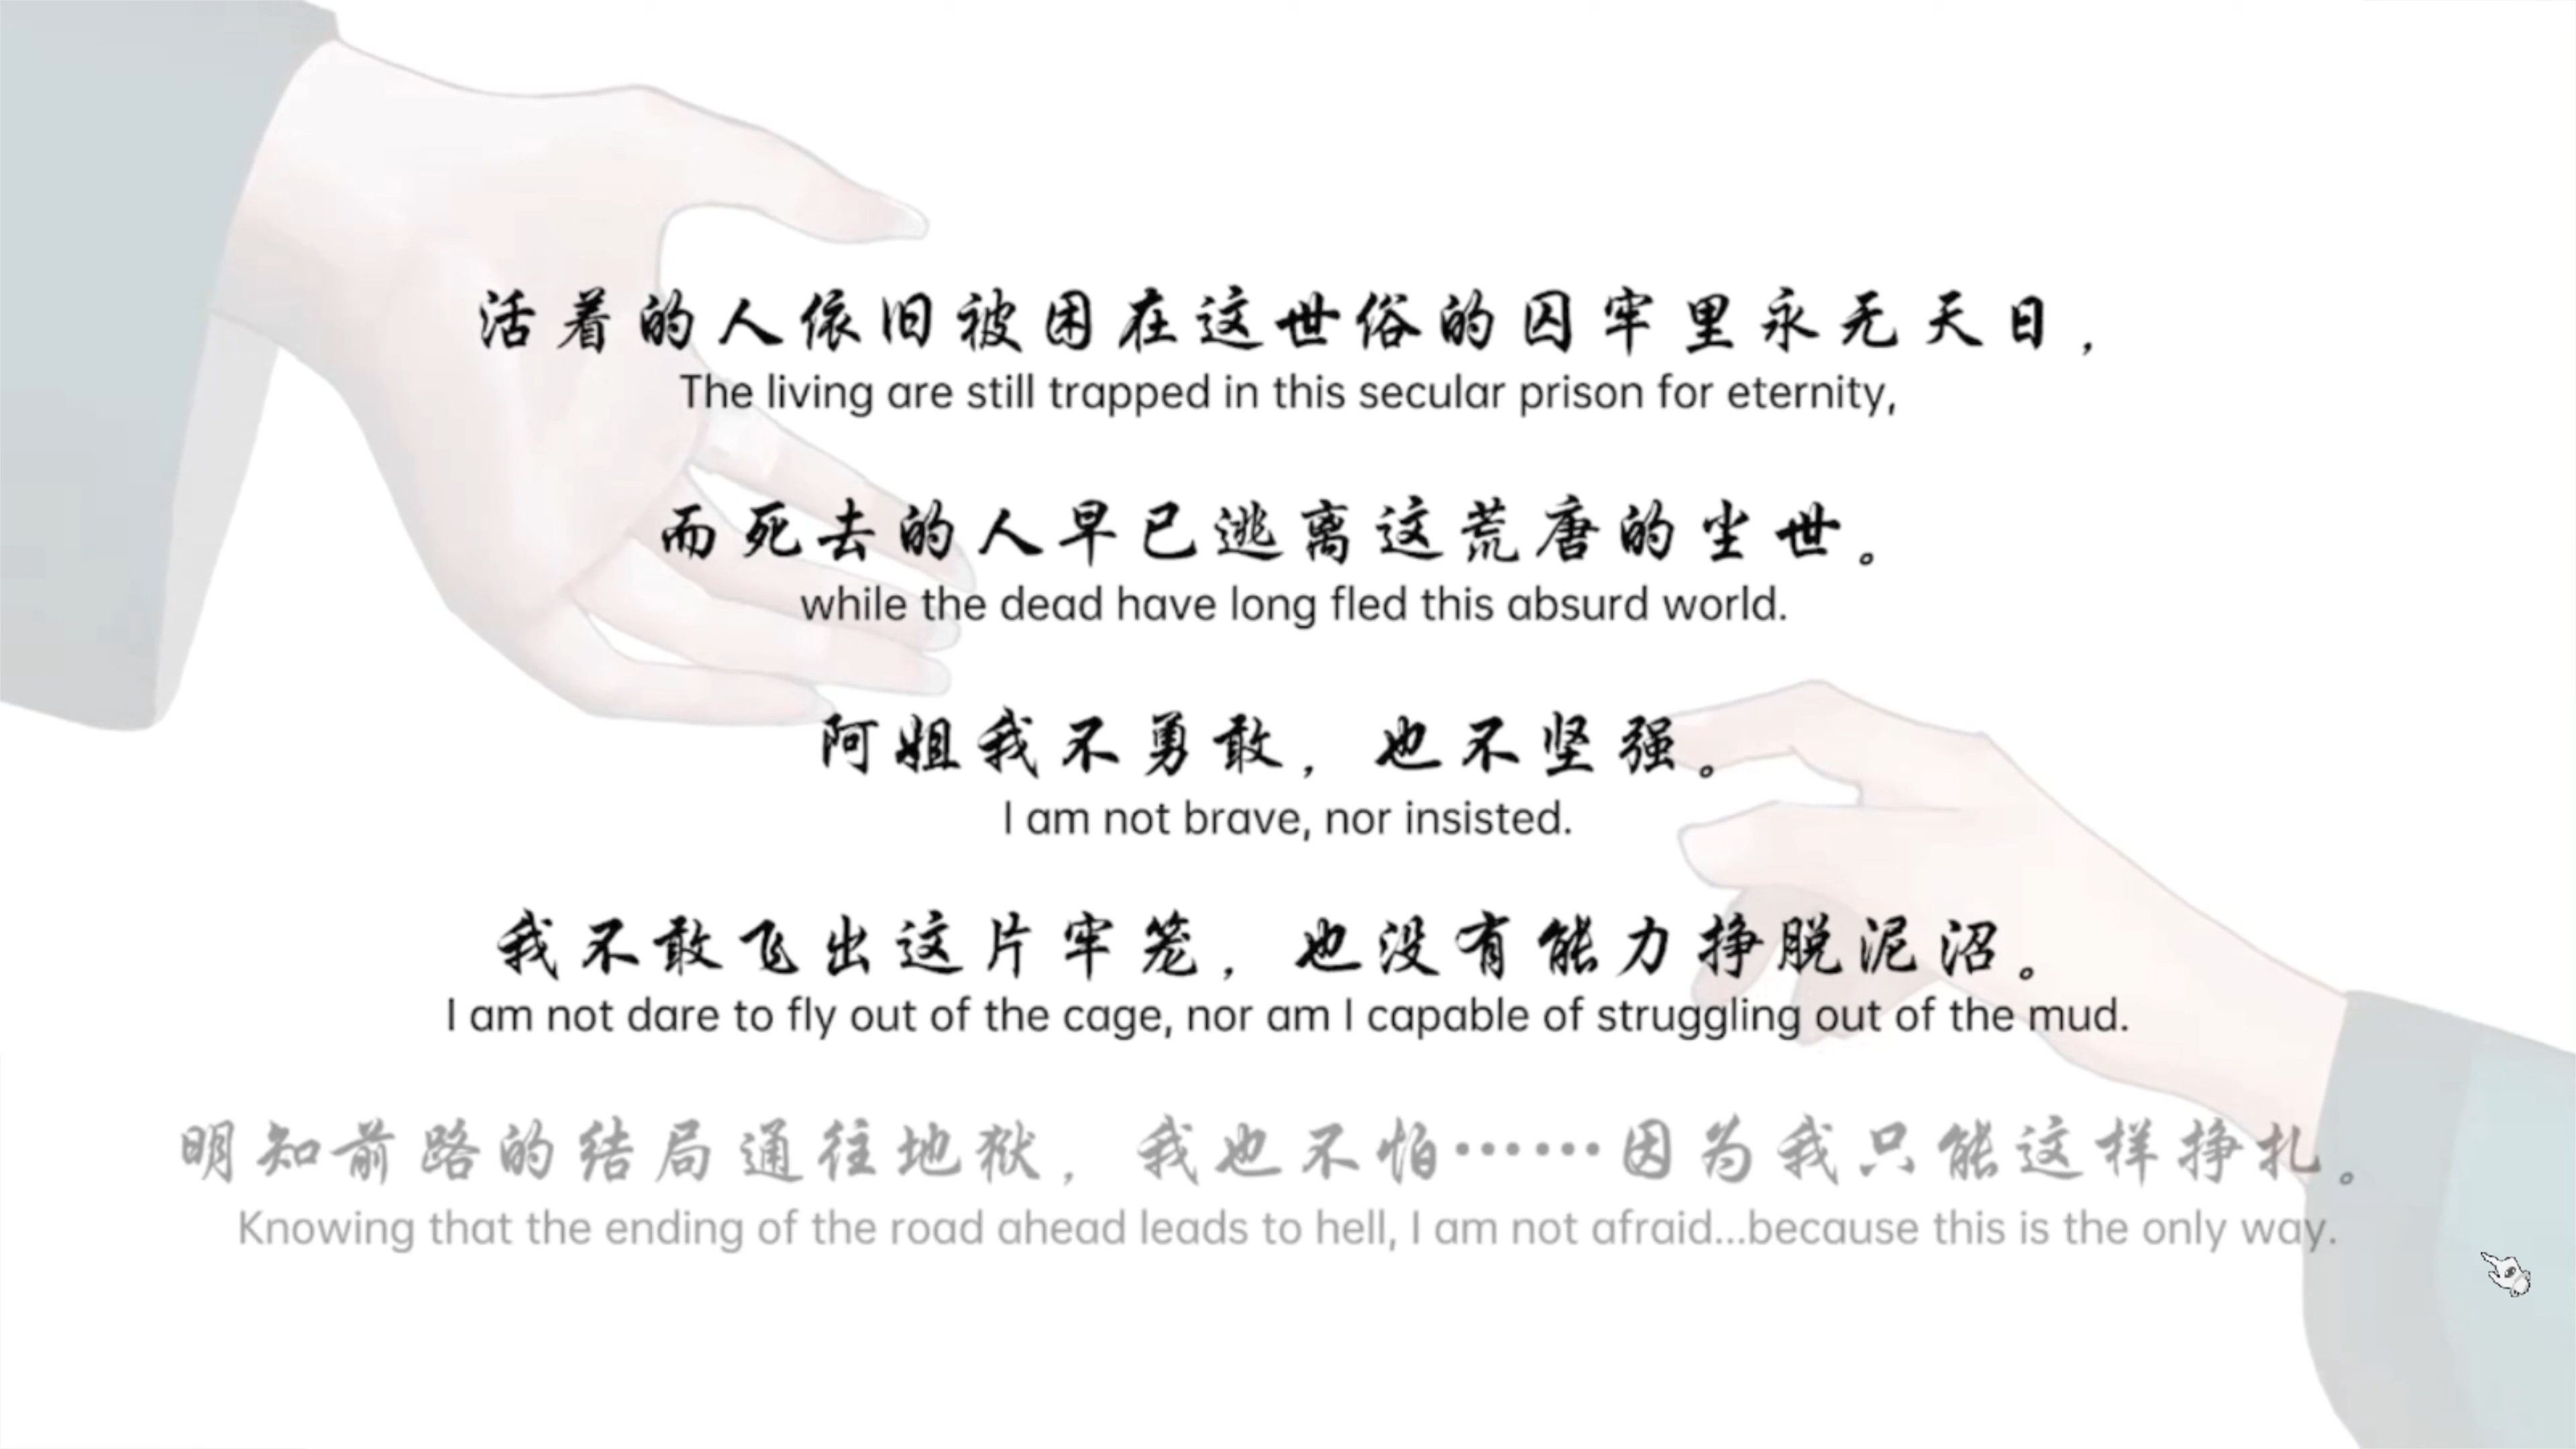 活着的人依旧被困在这世俗的囚牢里永无天日，
The living are still trapped in this secular prison for eternity,
而死去的人早已逃离这荒唐的尘世。
while the dead have long fled this absurd world.
阿姐我不勇敢，也不坚强。
I am not brave, nor insisted.
我不敢飞出这片牢笼，也没有能力挣脱泥沼。
I am not dare to fly out of the cage, nor am I capable of struggling out of the mud.
明知前路的结局通往地狱，我也不怕……因为我只能这样挣扎。
Knowing that the ending of the road ahead leads to hell, I am not afraid...because this is the only way.